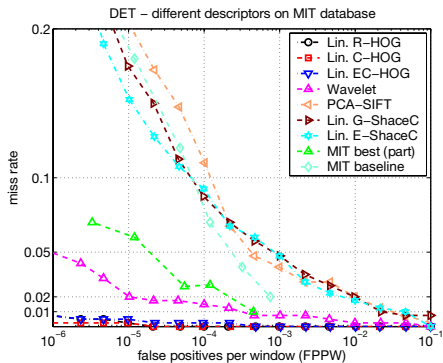 DET – different descriptors on MIT database
0.2
0.1
0.05
0.02
0.01
miss rate
Lin. R–HOG
Lin. C–HOG
Lin. EC–HOG
Wavelet
PCA–SIFT
Lin. G–ShaceC
Lin. E–ShaceC
MIT best (part)
MIT baseline
10−6
10−5
10−4
10−3
10−2
10−1
false positives per window (FPPW)